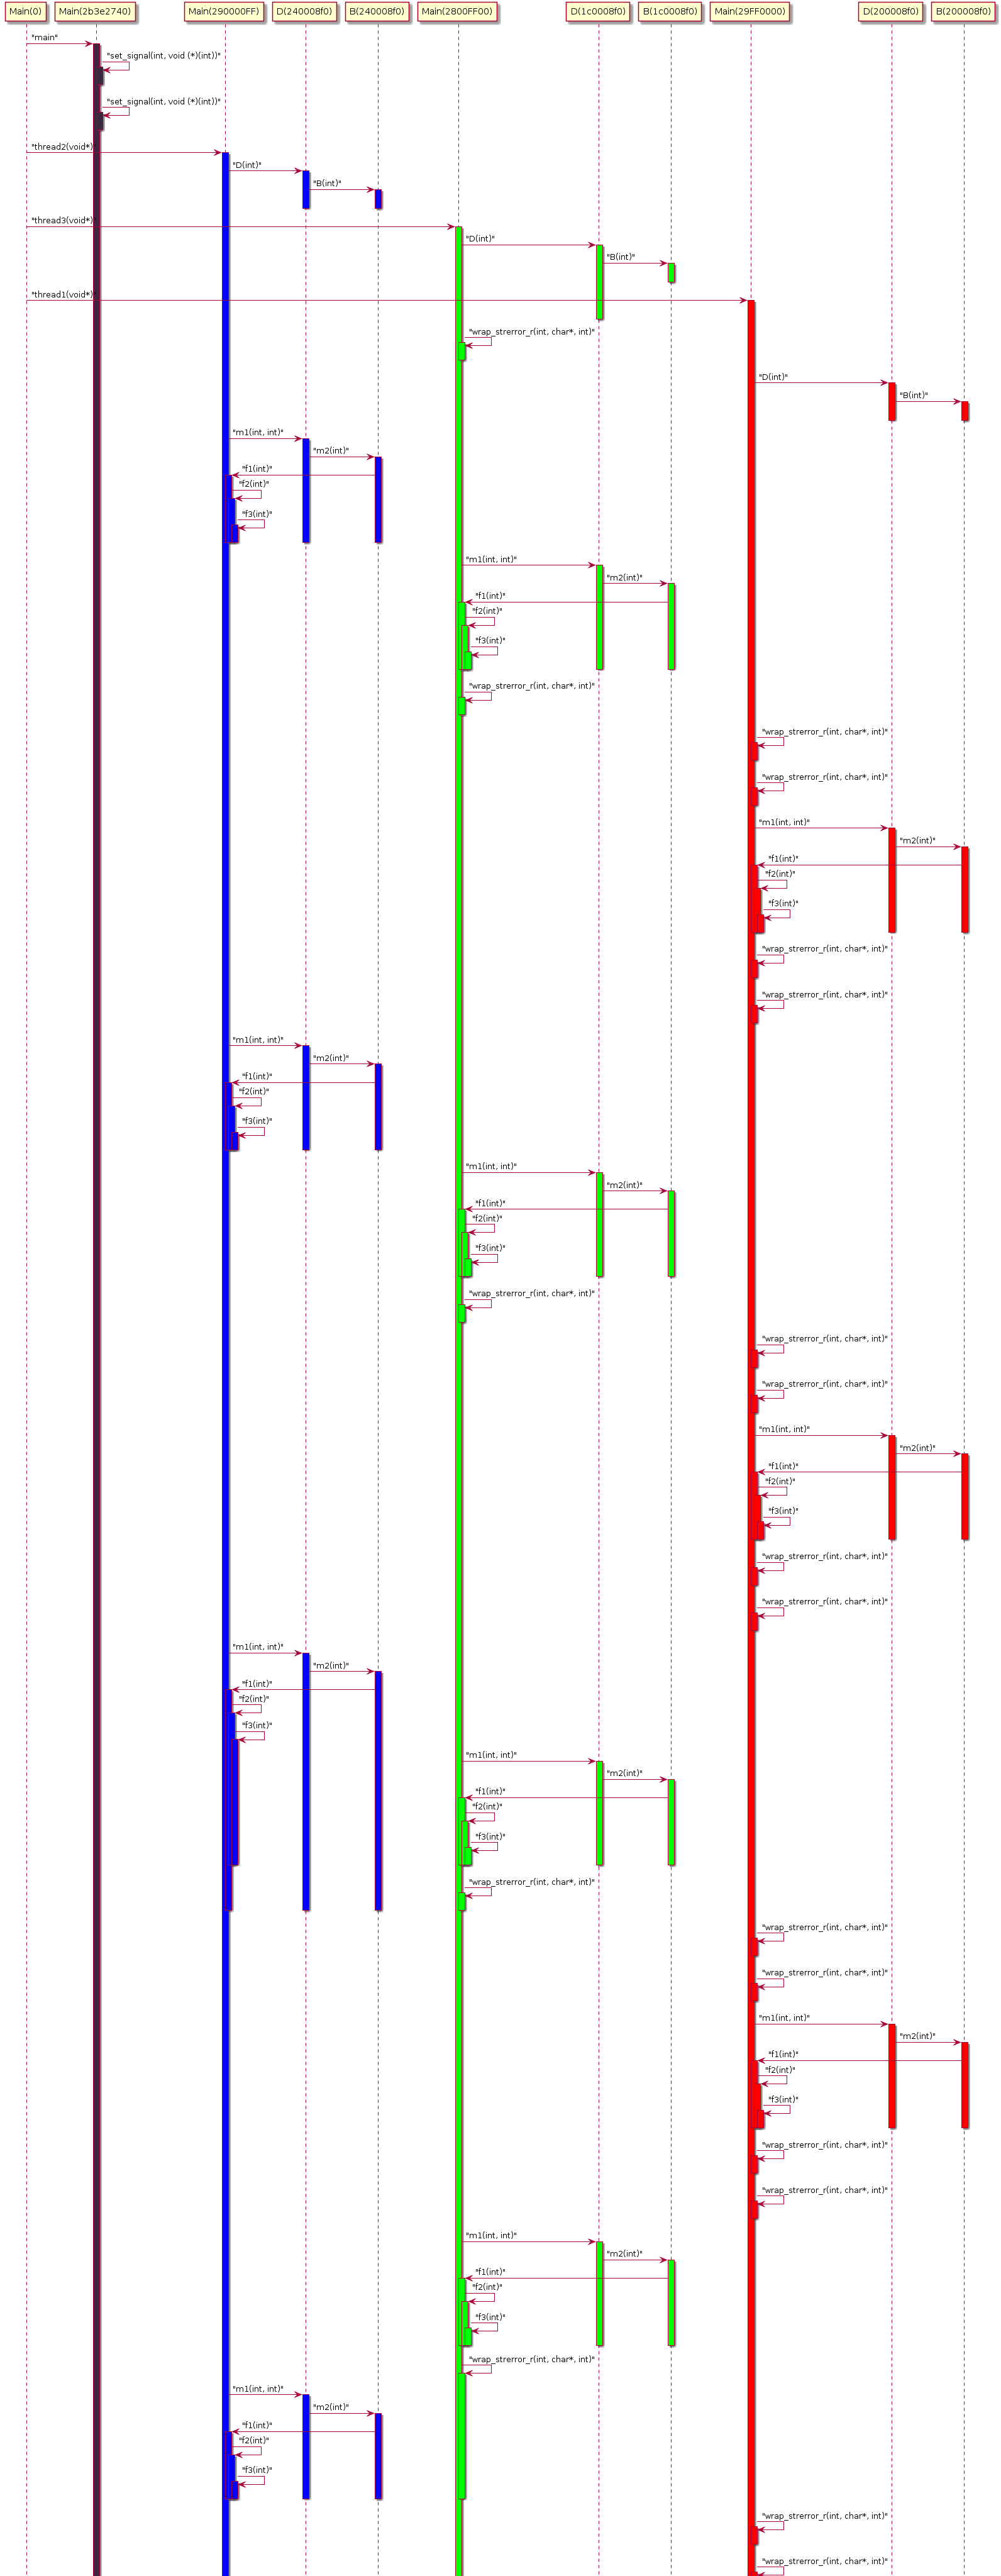 Main(0) Main(2b3e2740) Main(290000FF) D(240008f0) B(240008f0) Main(2800FF00) D(1c0008f0) B(1c0008f0) Main(29FF0000) D(200008f0) B(200008f0)
"main"
"set_signal(int, void (*)(int))"
"set_signal(int, void (*)(int))"
"thread2(void*)"
"D(int)"
"B(int)"
"thread3(void*)"
"D(int)"
"B(int)"
"thread1(void*)"
"wrap_strerror_r(int, char*, int)"
"D(int)"
"B(int)"
"m1(int, int)"
"m2(int)"
"f1(int)"
"f2(int)"
"f3(int)"
"m1(int, int)"
"m2(int)"
"f1(int)"
"f2(int)"
"f3(int)"
"wrap_strerror_r(int, char*, int)"
"wrap_strerror_r(int, char*, int)"
"wrap_strerror_r(int, char*, int)"
"m1(int, int)"
"m2(int)"
"f1(int)"
"f2(int)"
"f3(int)"
"wrap_strerror_r(int, char*, int)"
"wrap_strerror_r(int, char*, int)"
"m1(int, int)"
"m2(int)"
"f1(int)"
"f2(int)"
"f3(int)"
"m1(int, int)"
"m2(int)"
"f1(int)"
"f2(int)"
"f3(int)"
"wrap_strerror_r(int, char*, int)"
"wrap_strerror_r(int, char*, int)"
"wrap_strerror_r(int, char*, int)"
"m1(int, int)"
"m2(int)"
"f1(int)"
"f2(int)"
"f3(int)"
"wrap_strerror_r(int, char*, int)"
"wrap_strerror_r(int, char*, int)"
"m1(int, int)"
"m2(int)"
"f1(int)"
"f2(int)"
"f3(int)"
"m1(int, int)"
"m2(int)"
"f1(int)"
"f2(int)"
"f3(int)"
"wrap_strerror_r(int, char*, int)"
"wrap_strerror_r(int, char*, int)"
"wrap_strerror_r(int, char*, int)"
"m1(int, int)"
"m2(int)"
"f1(int)"
"f2(int)"
"f3(int)"
"wrap_strerror_r(int, char*, int)"
"wrap_strerror_r(int, char*, int)"
"m1(int, int)"
"m2(int)"
"f1(int)"
"f2(int)"
"f3(int)"
"wrap_strerror_r(int, char*, int)"
"m1(int, int)"
"m2(int)"
"f1(int)"
"f2(int)"
"f3(int)"
"wrap_strerror_r(int, char*, int)"
"wrap_strerror_r(int, char*, int)"